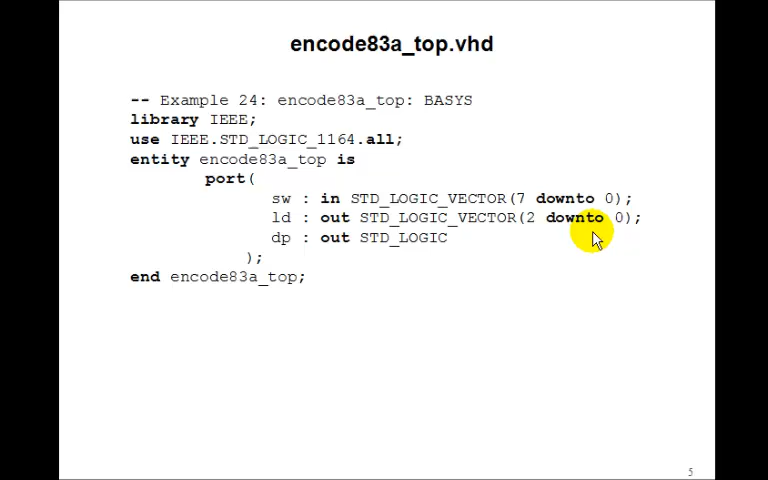 encode83a_top.vhd
-- Example 24: encode83a_top: BASYS
library IEEE;
use IEEE.STD_LOGIC_1164.all;
entity encode83a_top is
port(
sw : in STD_LOGIC_VECTOR(7 downto 0);
ld : out STD_LOGIC_VECTOR(2 downto 0);
dp : out STD_LOGIC
);
end encode83a_top;
5